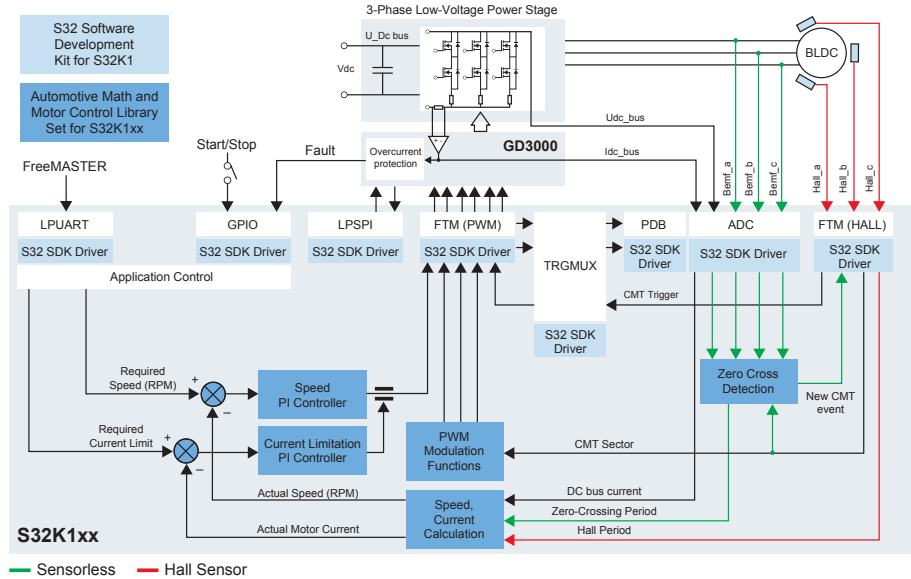 3-Phase Low-Voltage Power Stage
S32 Software
Development
Kit for S32K1
Automotive Math and
Motor Control Library
Set for S32K1xx
U_Dc bus
Vdc
BLDC
Udc_bus
+ -
GD3000
Overcurrent
protection
Idc_bus
Start/Stop
Fault
FreeMASTER
Bemf_a
Bemf_b
Bemf_c
Hall_a
Hall_b
Hall_c
LPUART
GPIO
LPSPI
FTM (PWM)
PDB
ADC
FTM (HALL)
S32 SDK Driver
S32 SDK Driver
S32 SDK Driver
S32 SDK Driver
S32 SDK
Driver
S32 SDK Driver
S32 SDK
Driver
TRGMUX
Application Control
CMT Trigger
S32 SDK
Driver
Required
Speed (RPM)
+
−
Speed
PI Controller
Zero Cross
Detection
New CMT
event
Required
Current Limit
+
−
Current Limitation
PI Controller
PWM
Modulation
Functions
CMT Sector
Actual Speed (RPM)
DC bus current
Speed,
Current
Calculation
Zero-Crossing Period
Actual Motor Current
Hall Period
S32K1xx
Sensorless
Hall Sensor